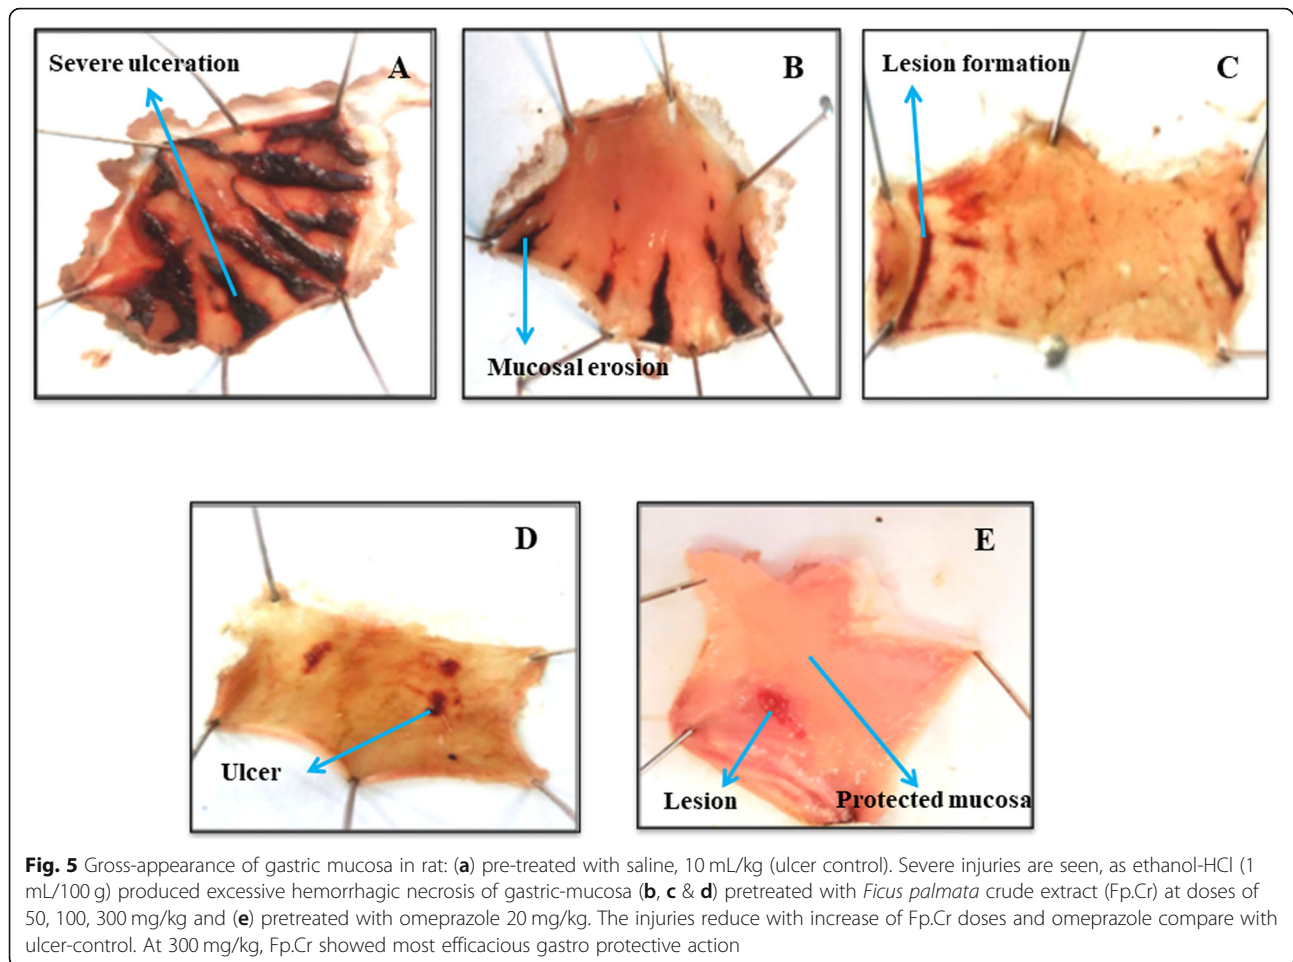 Severe ulceration
A
B
Lesion formation
C
Mucosal erosion
D
E
Ulcer
Lesion
Protected mucosa
Fig. 5 Gross-appearance of gastric mucosa in rat: (a) pre-treated with saline, 10 mL/kg (ulcer control). Severe injuries are seen, as ethanol-HCl (1
mL/100 g) produced excessive hemorrhagic necrosis of gastric-mucosa (b, c & d) pretreated with Ficus palmata crude extract (Fp.Cr) at doses of
50, 100, 300 mg/kg and (e) pretreated with omeprazole 20 mg/kg. The injuries reduce with increase of Fp.Cr doses and omeprazole compare with
ulcer-control. At 300 mg/kg, Fp.Cr showed most efficacious gastro protective action